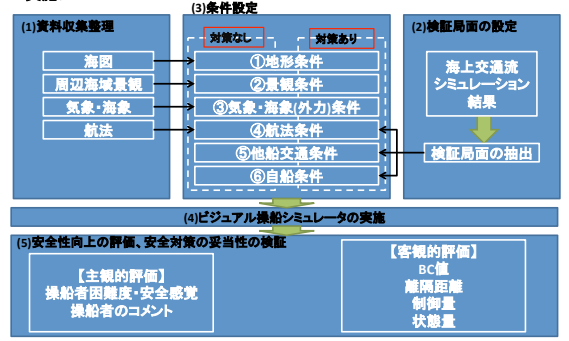 (3)条件設定
(1)資料収集整理
海図
周辺海域景観
気象・海象
航法
対策なし
対策あり
①地形条件
②景観条件
③気象・海象(外力)条件
④航法条件
⑤他船交通条件
⑥自船条件
(2)検証局面の設定
海上交通流
シミュレーション
結果
検証局面の抽出
(4)ビジュアル操船シミュレータの実施
(5)安全性向上の評価、安全対策の妥当性の検証
【主観的評価】
操船者困難度・安全感覚
操船者のコメント
【客観的評価】
BC値
離隔距離
制御量
状態量